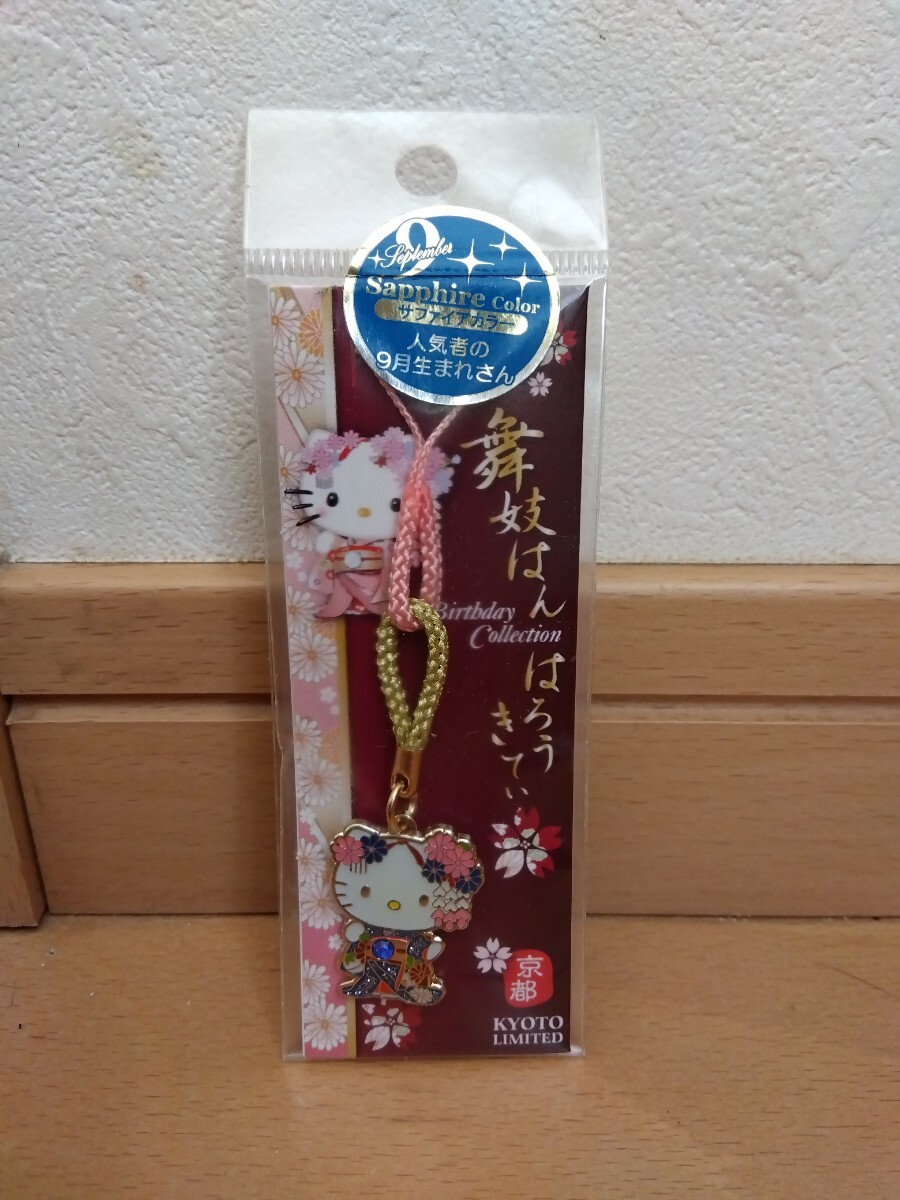 9
September
Sapphire Color
サファイアカラー
人気者の
9月生まれさん
舞妓はん
はろう
きてぃ
Birthday
Collection
京都
KYOTO
LIMITED